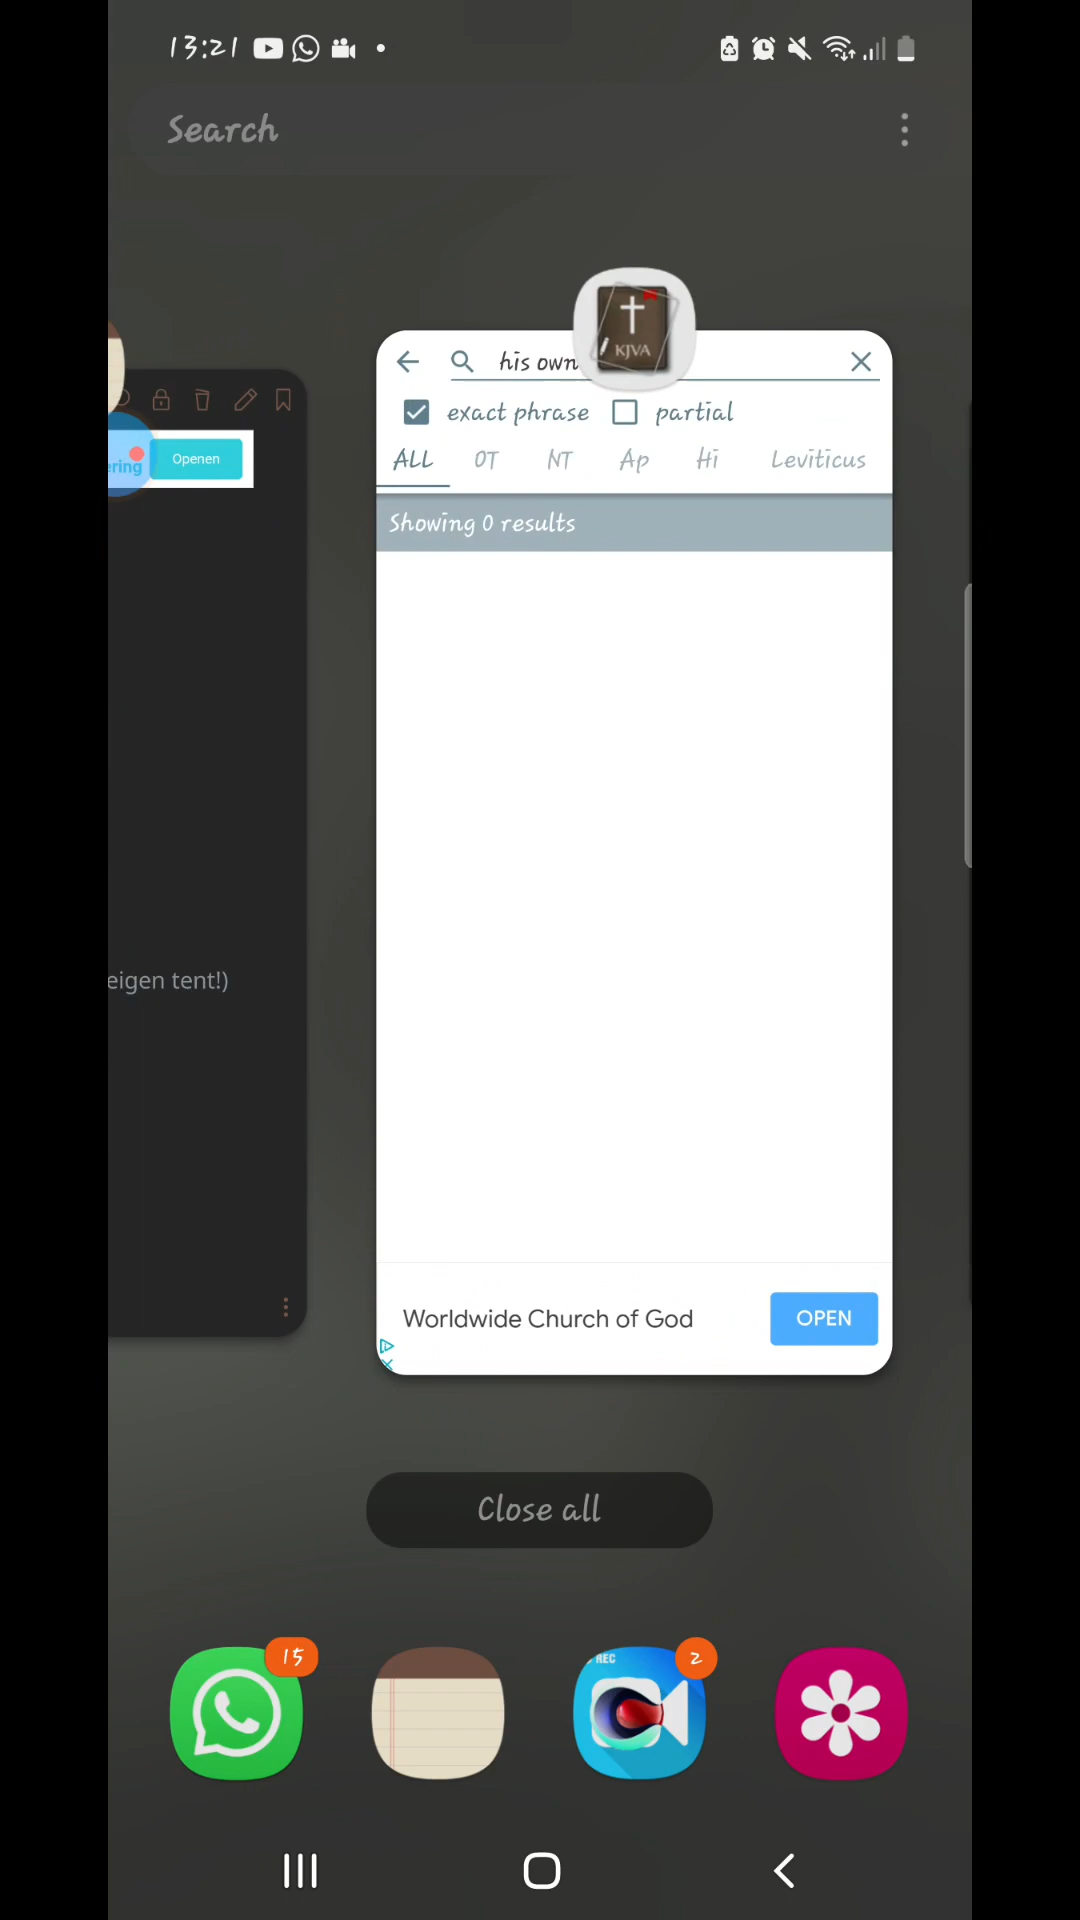 13:21
Search
KJVA
his own
exact phrase partial
ALL OT NT Ap Hi Leviticus
Showing 0 results
ering Openen
eigen tent!)
Worldwide Church of God OPEN
Close all
15
REC 2